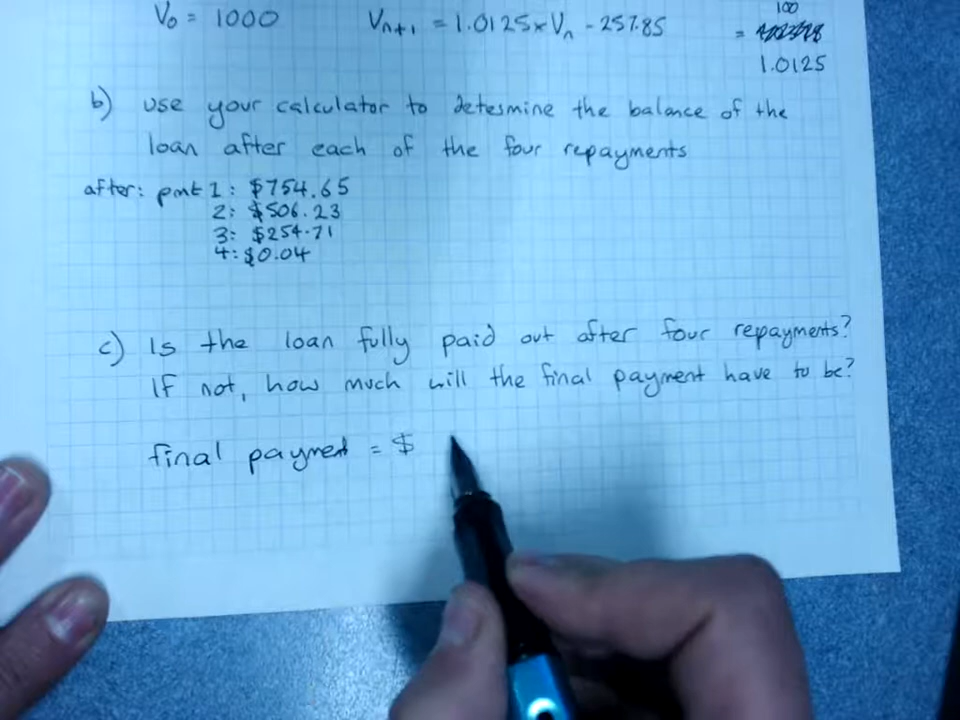 V₀ = 1000 Vₙ₊₁ = 1.0125×Vₙ - 257.85 =
100
1.0125
b) use your calculator to determine the balance of the
loan after each of the four repayments
after: pmt 1: $754.65
2: $506.23
3: $254.71
4: $0.04
c) Is the loan fully paid out after four repayments?
If not, how much will the final payment have to be?
final payment = $